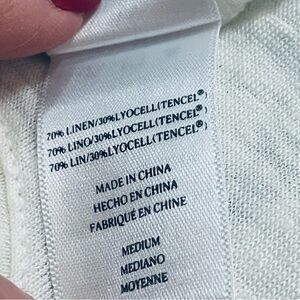 70% LINEN/30%LYOCELL(TENCEL®)
70% LINO/30%LYOCELL(TENCEL®)
70% LIN/30%LYOCELL(TENCEL®)
MADE IN CHINA
HECHO EN CHINA
FABRIQUÉ EN CHINE
MEDIUM
MEDIANO
MOYENNE